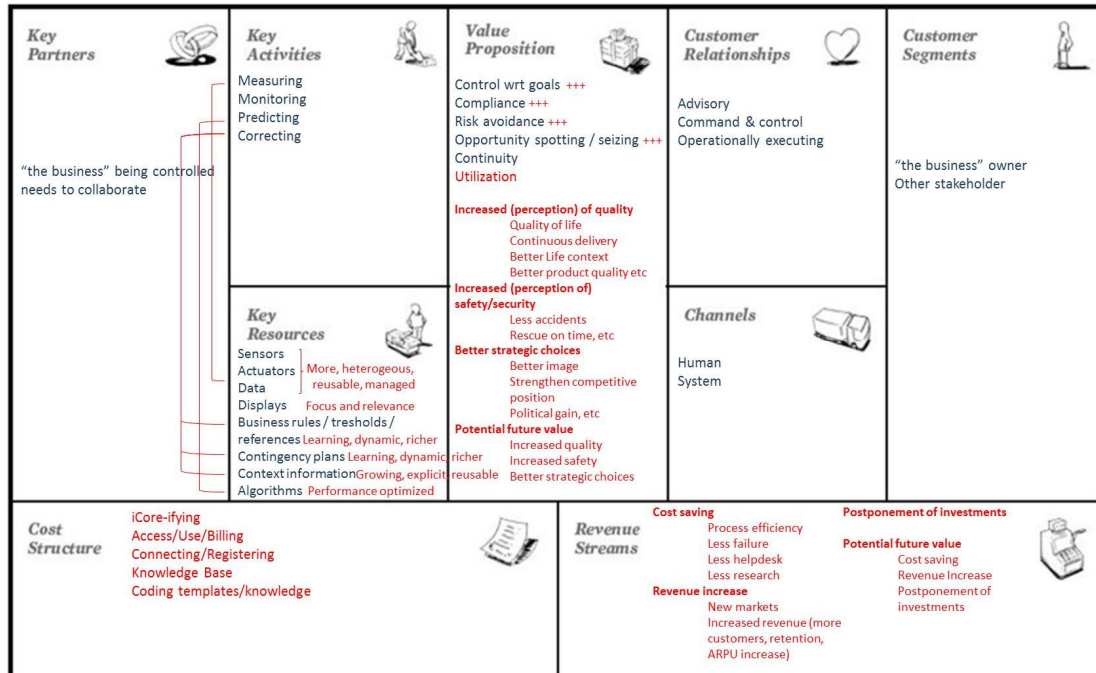 Key
Partners
"the business" being controlled
needs to collaborate
Key
Activities
Measuring
Monitoring
Predicting
Correcting
Key
Resources
Sensors
Actuators
Data
More, heterogeous,
reusable, managed
Displays Focus and relevance
Business rules / tresholds /
references Learning, dynamic, richer
Contingency plans Learning, dynamic, richer
Context information Growing, explicit, reusable
Algorithms Performance optimized
Value
Proposition
Control wrt goals +++
Compliance +++
Risk avoidance +++
Opportunity spotting / seizing +++
Continuity
Utilization
Increased (perception) of quality
Quality of life
Continuous delivery
Better Life context
Better product quality etc
Increased (perception of)
safety/security
Less accidents
Rescue on time, etc
Better strategic choices
Better image
Strengthen competitive
position
Political gain, etc
Potential future value
Increased quality
Increased safety
Better strategic choices
Customer
Relationships
Advisory
Command & control
Operationally executing
Channels
Human
System
Customer
Segments
"the business" owner
Other stakeholder
Cost
Structure
iCore-ifying
Access/Use/Billing
Connecting/Registering
Knowledge Base
Coding templates/knowledge
Revenue
Streams
Cost saving
Process efficiency
Less failure
Less helpdesk
Less research
Revenue increase
New markets
Increased revenue (more
customers, retention,
ARPU increase)
Postponement of investments
Potential future value
Cost saving
Revenue Increase
Postponement of
investments